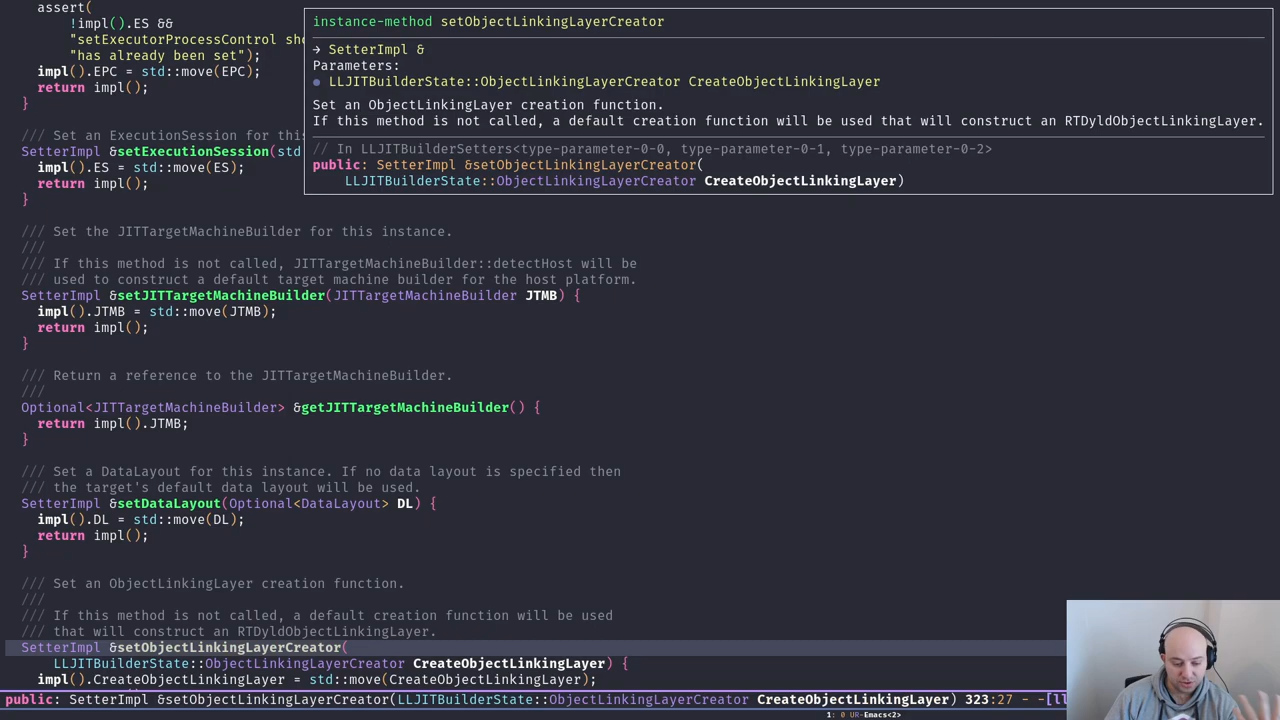 assert(
!impl().ES &&
"setExecutorProcessControl sho
"has already been set");
impl().EPC = std::move(EPC);
return impl();
}
/// Set an ExecutionSession for this
SetterImpl &setExecutionSession(std
impl().ES = std::move(ES);
return impl();
}
instance-method setObjectLinkingLayerCreator
→ SetterImpl &
Parameters:
● LLJITBuilderState::ObjectLinkingLayerCreator CreateObjectLinkingLayer
Set an ObjectLinkingLayer creation function.
If this method is not called, a default creation function will be used that will construct an RTDyldObjectLinkingLayer.
// In LLJITBuilderSetters<type-parameter-0-0, type-parameter-0-1, type-parameter-0-2>
public: SetterImpl &setObjectLinkingLayerCreator(
LLJITBuilderState::ObjectLinkingLayerCreator CreateObjectLinkingLayer)
/// Set the JITTargetMachineBuilder for this instance.
///
/// If this method is not called, JITTargetMachineBuilder::detectHost will be
/// used to construct a default target machine builder for the host platform.
SetterImpl &setJITTargetMachineBuilder(JITTargetMachineBuilder JTMB) {
impl().JTMB = std::move(JTMB);
return impl();
}
/// Return a reference to the JITTargetMachineBuilder.
///
Optional<JITTargetMachineBuilder> &getJITTargetMachineBuilder() {
return impl().JTMB;
}
/// Set a DataLayout for this instance. If no data layout is specified then
/// the target's default data layout will be used.
SetterImpl &setDataLayout(Optional<DataLayout> DL) {
impl().DL = std::move(DL);
return impl();
}
/// Set an ObjectLinkingLayer creation function.
///
/// If this method is not called, a default creation function will be used
/// that will construct an RTDyldObjectLinkingLayer.
SetterImpl &setObjectLinkingLayerCreator(
LLJITBuilderState::ObjectLinkingLayerCreator CreateObjectLinkingLayer) {
impl().CreateObjectLinkingLayer = std::move(CreateObjectLinkingLayer);
public: SetterImpl &setObjectLinkingLayerCreator(LLJITBuilderState::ObjectLinkingLayerCreator CreateObjectLinkingLayer) 323:27 - -[ll
1: 0 UR-Emacs<2>